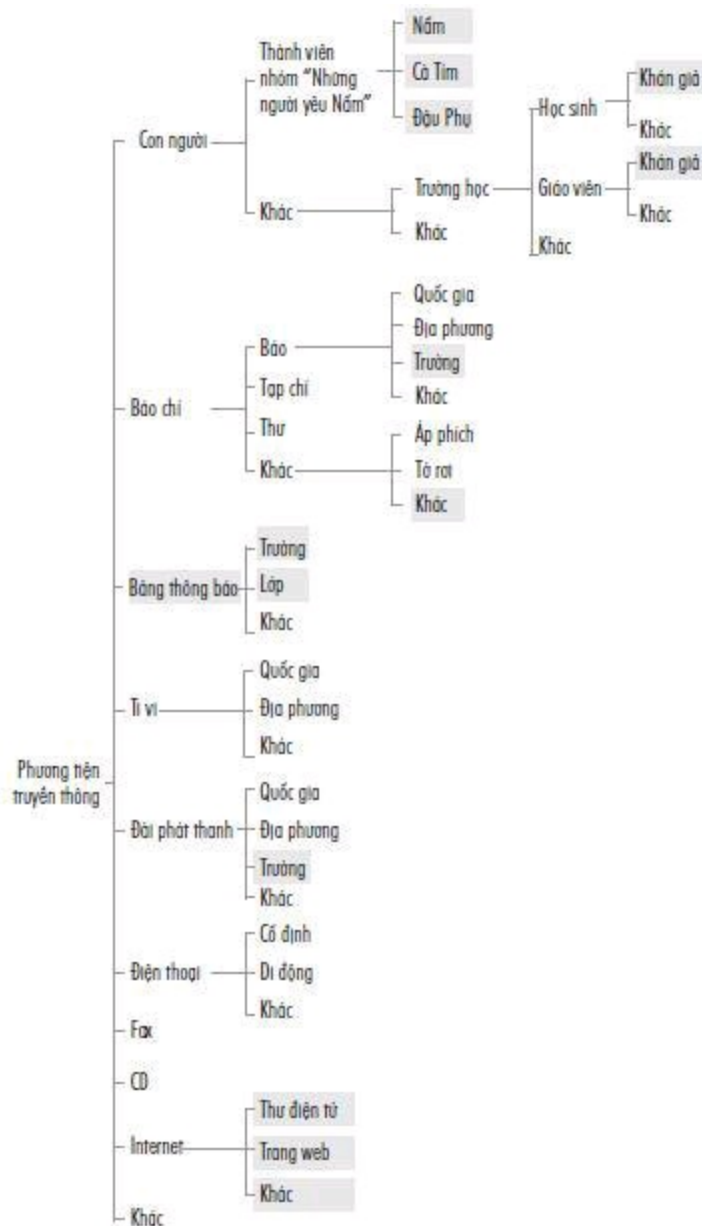 Nấm
Thành viên
nhóm "Những
người yêu Nấm"
Cà Tím
Đậu Phụ
Con người
Khác
Trường học
Khác
Học sinh
Khán giả
Khác
Giáo viên
Khán giả
Khác
Khác
Báo chí
Báo
Quốc gia
Địa phương
Trường
Khác
Tạp chí
Thư
Khác
Áp phích
Tờ rơi
Khác
Bảng thông báo
Trường
Lớp
Khác
Ti vi
Quốc gia
Địa phương
Khác
Phương tiện
truyền thông
Đài phát thanh
Quốc gia
Địa phương
Trường
Khác
Điện thoại
Cố định
Di động
Khác
Fax
CD
Internet
Thư điện tử
Trang web
Khác
Khác